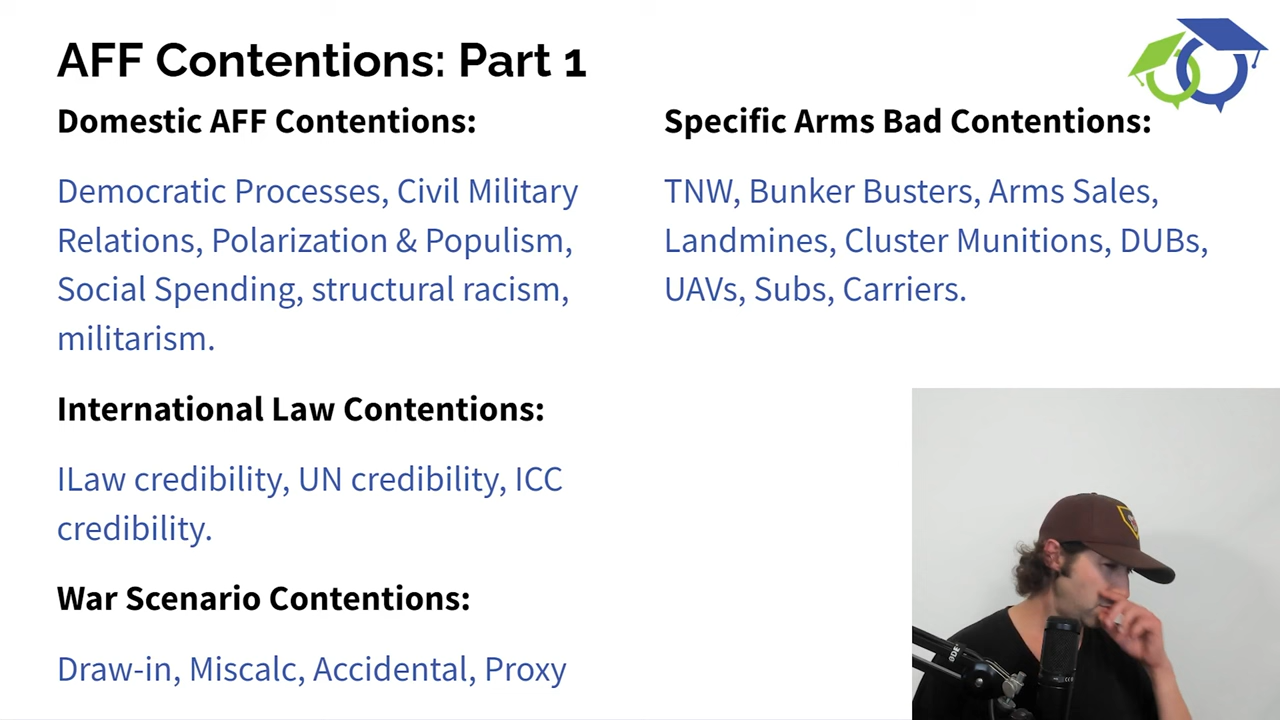 AFF Contentions: Part 1
Domestic AFF Contentions:
Democratic Processes, Civil Military
Relations, Polarization & Populism,
Social Spending, structural racism,
militarism.
International Law Contentions:
ILaw credibility, UN credibility, ICC
credibility.
War Scenario Contentions:
Draw-in, Miscalc, Accidental, Proxy
Specific Arms Bad Contentions:
TNW, Bunker Busters, Arms Sales,
Landmines, Cluster Munitions, DUBs,
UAVs, Subs, Carriers.